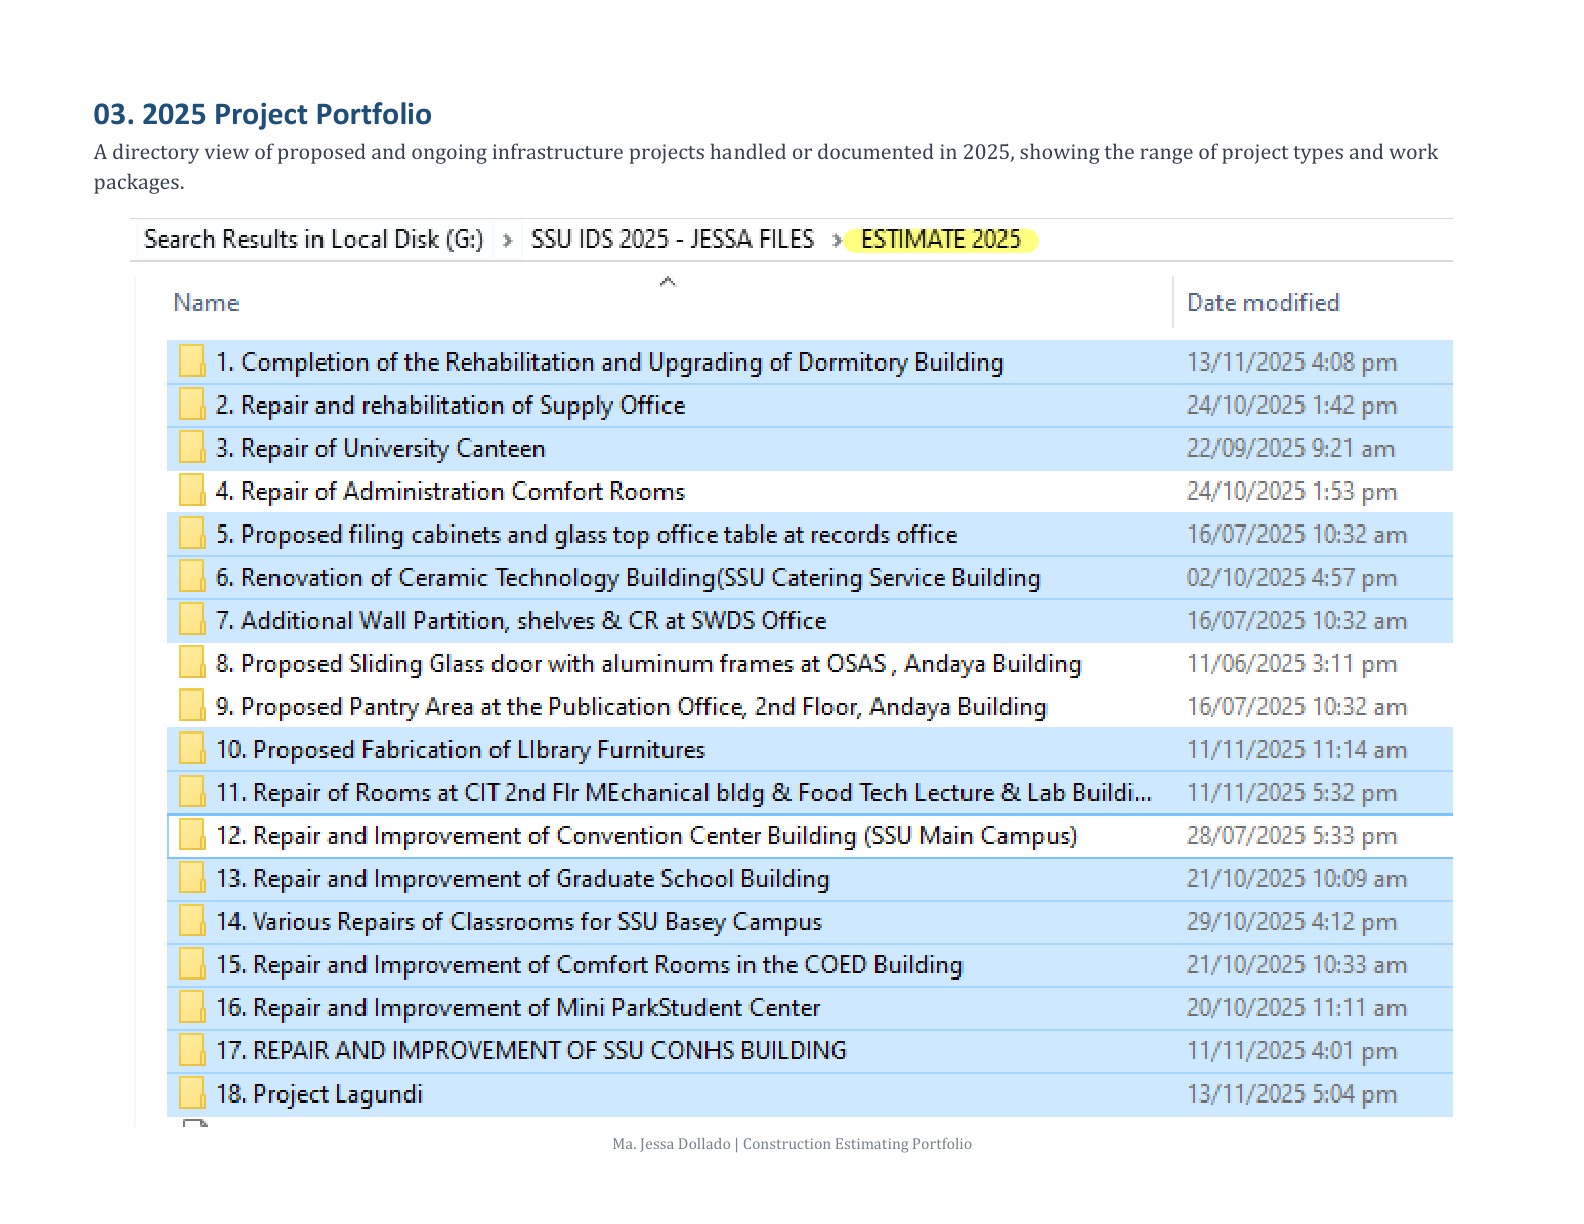 03. 2025 Project Portfolio
A directory view of proposed and ongoing infrastructure projects handled or documented in 2025, showing the range of project types and work
packages.
Search Results in Local Disk (G:) › SSU IDS 2025 - JESSA FILES › ESTIMATE 2025
Name Date modified
1. Completion of the Rehabilitation and Upgrading of Dormitory Building 13/11/2025 4:08 pm
2. Repair and rehabilitation of Supply Office 24/10/2025 1:42 pm
3. Repair of University Canteen 22/09/2025 9:21 am
4. Repair of Administration Comfort Rooms 24/10/2025 1:53 pm
5. Proposed filing cabinets and glass top office table at records office 16/07/2025 10:32 am
6. Renovation of Ceramic Technology Building(SSU Catering Service Building 02/10/2025 4:57 pm
7. Additional Wall Partition, shelves & CR at SWDS Office 16/07/2025 10:32 am
8. Proposed Sliding Glass door with aluminum frames at OSAS , Andaya Building 11/06/2025 3:11 pm
9. Proposed Pantry Area at the Publication Office, 2nd Floor, Andaya Building 16/07/2025 10:32 am
10. Proposed Fabrication of LIbrary Furnitures 11/11/2025 11:14 am
11. Repair of Rooms at CIT 2nd Flr MEchanical bldg & Food Tech Lecture & Lab Buildi... 11/11/2025 5:32 pm
12. Repair and Improvement of Convention Center Building (SSU Main Campus) 28/07/2025 5:33 pm
13. Repair and Improvement of Graduate School Building 21/10/2025 10:09 am
14. Various Repairs of Classrooms for SSU Basey Campus 29/10/2025 4:12 pm
15. Repair and Improvement of Comfort Rooms in the COED Building 21/10/2025 10:33 am
16. Repair and Improvement of Mini ParkStudent Center 20/10/2025 11:11 am
17. REPAIR AND IMPROVEMENT OF SSU CONHS BUILDING 11/11/2025 4:01 pm
18. Project Lagundi 13/11/2025 5:04 pm
Ma. Jessa Dollado | Construction Estimating Portfolio